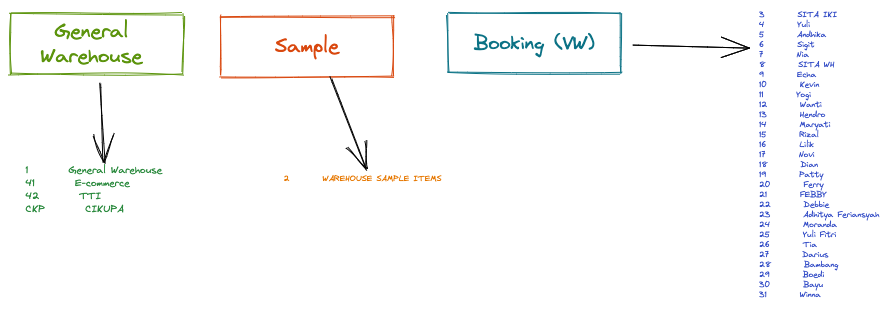 General
Warehouse
Sample
Booking (VW)
1 General Warehouse
41 E-commerce
42 TTI
CKP CIKUPA
2 WAREHOUSE SAMPLE ITEMS
3 SITA IKI
4 Yuli
5 Andhika
6 Sigit
7 Nia
8 SITA WH
9 Echa
10 Kevin
11 Yogi
12 Wanti
13 Hendro
14 Maryati
15 Rizal
16 Lilik
17 Novi
18 Dian
19 Patty
20 Ferry
21 FEBBY
22 Debbie
23 Adhitya Feriansyah
24 Moranda
25 Yuli Fitri
26 Tia
27 Darius
28 Bambang
29 Boedi
30 Bayu
31 Winna